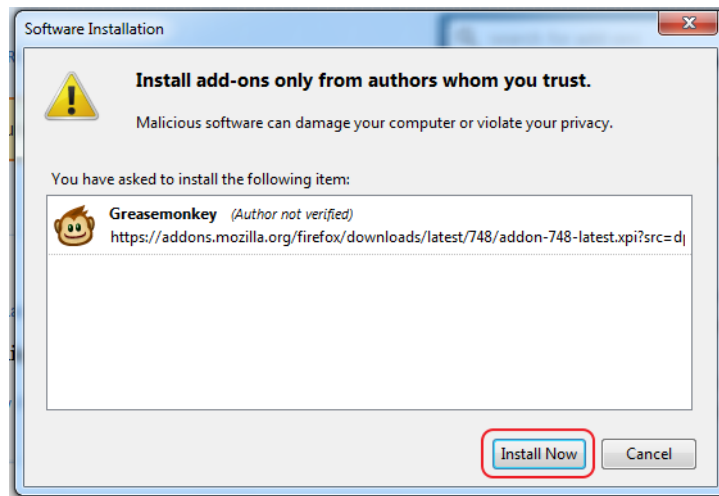 Software Installation
Install add-ons only from authors whom you trust.
Malicious software can damage your computer or violate your privacy.
You have asked to install the following item:
Greasemonkey (Author not verified)
https://addons.mozilla.org/firefox/downloads/latest/748/addon-748-latest.xpi?src=d
Install Now Cancel